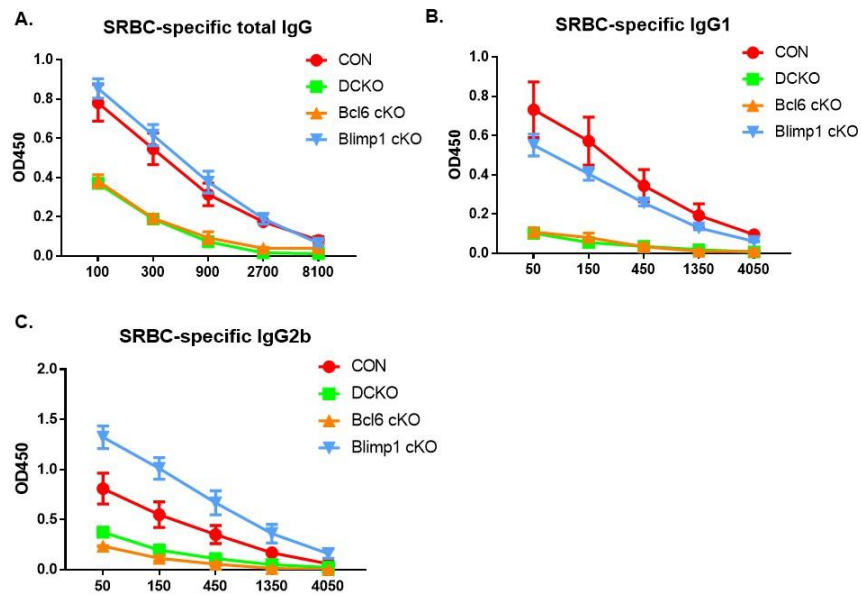 A.
SRBC-specific total IgG
CON
DCKO
Bcl6 cKO
Blimp1 cKO
OD450
1.0
0.8
0.6
0.4
0.2
0.0
100 300 900 2700 8100
B.
SRBC-specific IgG1
CON
DCKO
Bcl6 cKO
Blimp1 cKO
OD450
1.0
0.8
0.6
0.4
0.2
0.0
50 150 450 1350 4050
C.
SRBC-specific IgG2b
CON
DCKO
Bcl6 cKO
Blimp1 cKO
OD450
2.0
1.5
1.0
0.5
0.0
50 150 450 1350 4050